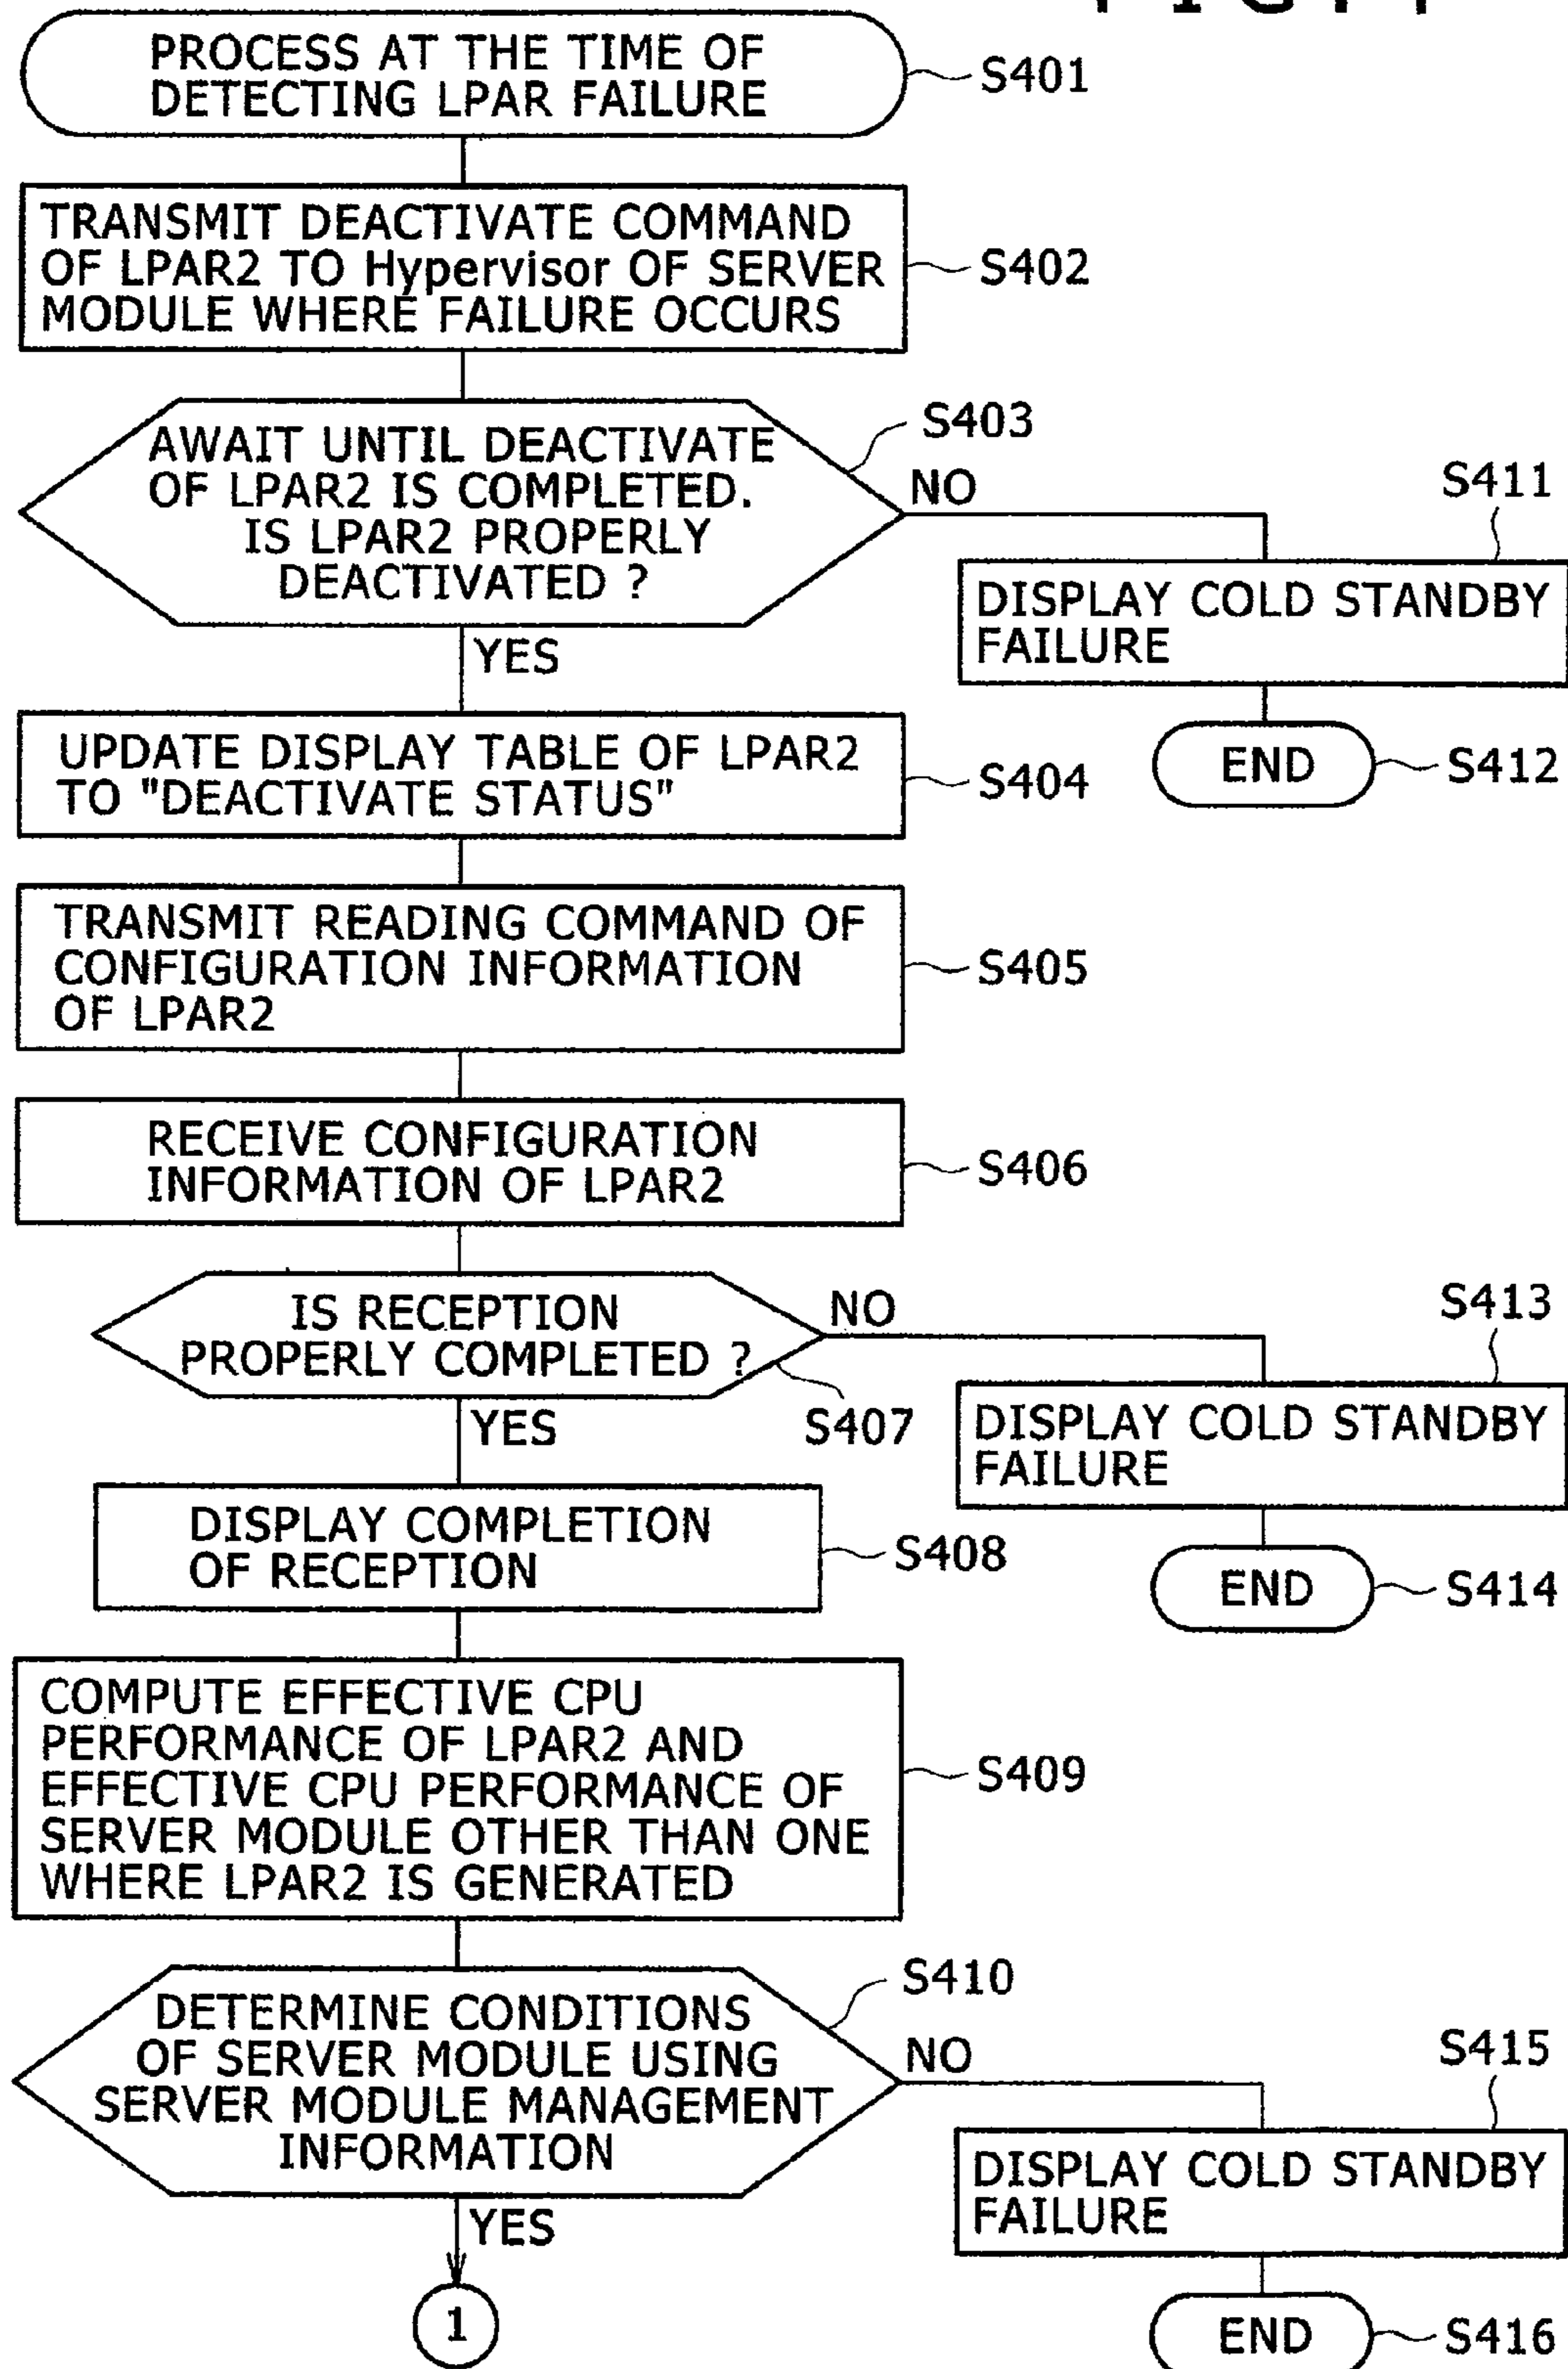 PROCESS AT THE TIME OF
DETECTING LPAR FAILURE
S401
TRANSMIT DEACTIVATE COMMAND
OF LPAR2 TO Hypervisor OF SERVER
MODULE WHERE FAILURE OCCURS
S402
AWAIT UNTIL DEACTIVATE
OF LPAR2 IS COMPLETED.
IS LPAR2 PROPERLY
DEACTIVATED ?
S403
NO
S411
DISPLAY COLD STANDBY
FAILURE
END
S412
YES
UPDATE DISPLAY TABLE OF LPAR2
TO "DEACTIVATE STATUS"
S404
TRANSMIT READING COMMAND OF
CONFIGURATION INFORMATION
OF LPAR2
S405
RECEIVE CONFIGURATION
INFORMATION OF LPAR2
S406
IS RECEPTION
PROPERLY COMPLETED ?
S407
NO
S413
DISPLAY COLD STANDBY
FAILURE
END
S414
YES
DISPLAY COMPLETION
OF RECEPTION
S408
COMPUTE EFFECTIVE CPU
PERFORMANCE OF LPAR2 AND
EFFECTIVE CPU PERFORMANCE OF
SERVER MODULE OTHER THAN ONE
WHERE LPAR2 IS GENERATED
S409
DETERMINE CONDITIONS
OF SERVER MODULE USING
SERVER MODULE MANAGEMENT
INFORMATION
S410
NO
S415
DISPLAY COLD STANDBY
FAILURE
END
S416
YES
1